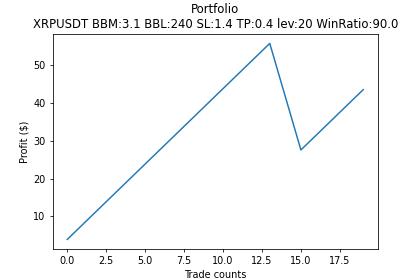 Portfolio
XRPUSDT BBM:3.1 BBL:240 SL:1.4 TP:0.4 lev:20 WinRatio:90.0
50
40
30
20
10
Profit ($)
0.0 2.5 5.0 7.5 10.0 12.5 15.0 17.5
Trade counts